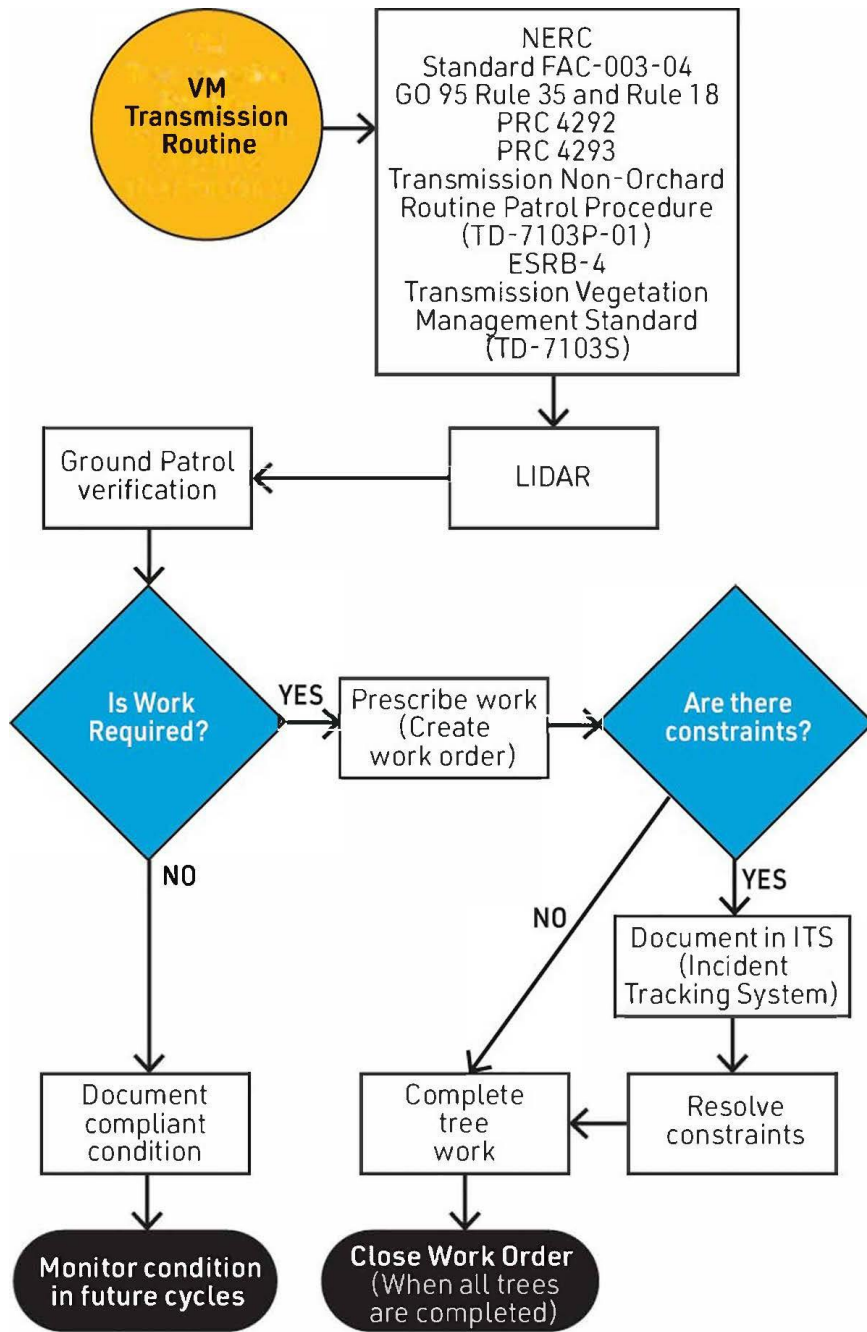 VM
Transmission
Routine
NERC
Standard FAC-003-04
GO 95 Rule 35 and Rule 18
PRC 4292
PRC 4293
Transmission Non-Orchard
Routine Patrol Procedure
(TD-7103P-01)
ESRB-4
Transmission Vegetation
Management Standard
(TD-7103S)
Ground Patrol
verification
LIDAR
Is Work
Required?
YES
Prescribe work
(Create
work order)
Are there
constraints?
NO
YES
NO
Document in ITS
(Incident
Tracking System)
Document
compliant
condition
Complete
tree
work
Resolve
constraints
Monitor condition
in future cycles
Close Work Order
(When all trees
are completed)